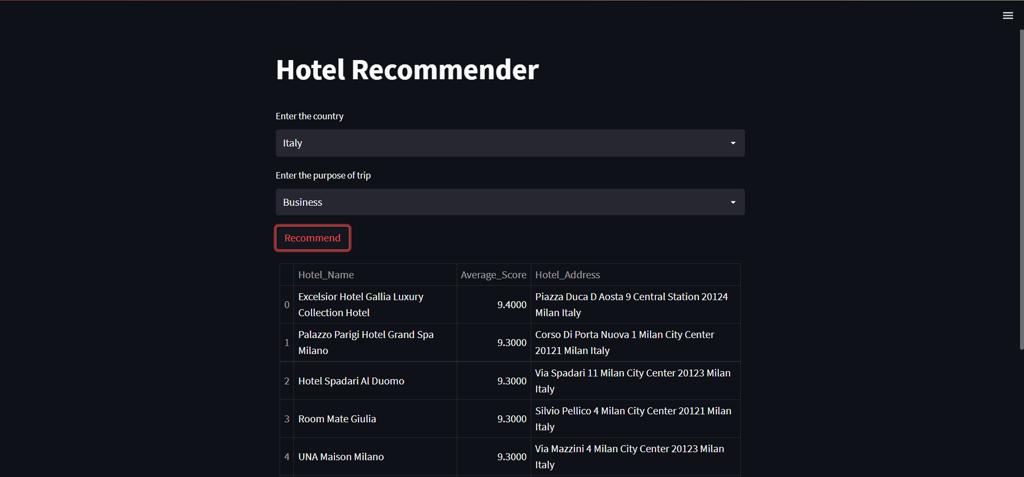 Hotel Recommender
Enter the country
Italy
Enter the purpose of trip
Business
Recommend
Hotel_Name Average_Score Hotel_Address
0 Excelsior Hotel Gallia Luxury Collection Hotel 9.4000 Piazza Duca D Aosta 9 Central Station 20124 Milan Italy
1 Palazzo Parigi Hotel Grand Spa Milano 9.3000 Corso Di Porta Nuova 1 Milan City Center 20121 Milan Italy
2 Hotel Spadari Al Duomo 9.3000 Via Spadari 11 Milan City Center 20123 Milan Italy
3 Room Mate Giulia 9.3000 Silvio Pellico 4 Milan City Center 20121 Milan Italy
4 UNA Maison Milano 9.3000 Via Mazzini 4 Milan City Center 20123 Milan Italy